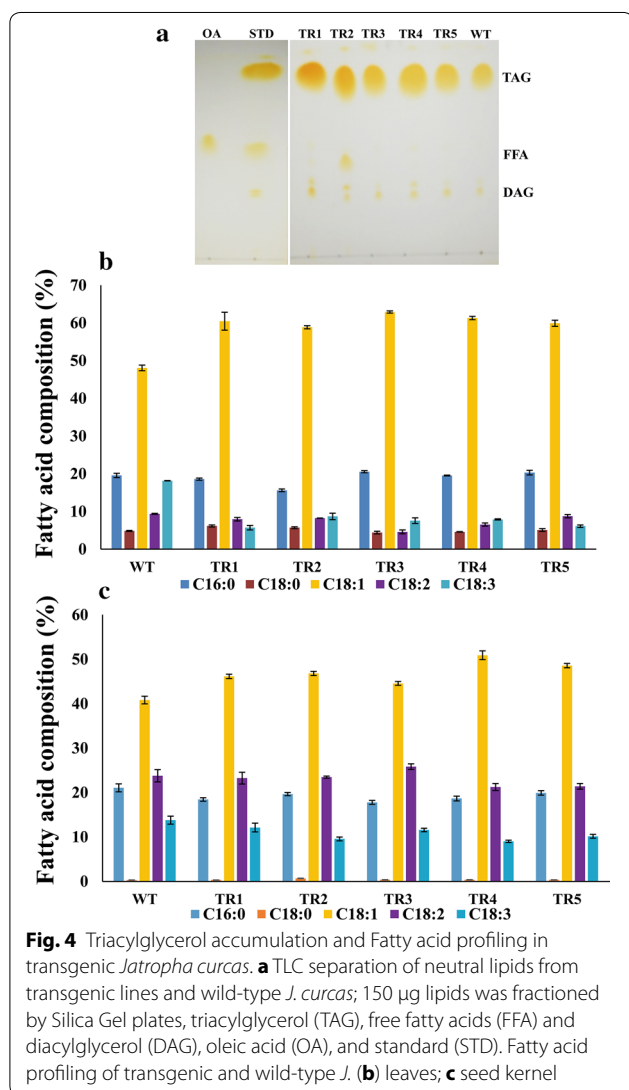 a
OA STD TR1 TR2 TR3 TR4 TR5 WT
TAG
FFA
DAG
b
Fatty acid composition (%)
70
60
50
40
30
20
10
0
WT TR1 TR2 TR3 TR4 TR5
C16:0 C18:0 C18:1 C18:2 C18:3
c
Fatty acid composition (%)
60
50
40
30
20
10
0
WT TR1 TR2 TR3 TR4 TR5
C16:0 C18:0 C18:1 C18:2 C18:3
Fig. 4 Triacylglycerol accumulation and Fatty acid profiling in
transgenic Jatropha curcas. a TLC separation of neutral lipids from
transgenic lines and wild-type J. curcas; 150 µg lipids was fractioned
by Silica Gel plates, triacylglycerol (TAG), free fatty acids (FFA) and
diacylglycerol (DAG), oleic acid (OA), and standard (STD). Fatty acid
profiling of transgenic and wild-type J. (b) leaves; c seed kernel